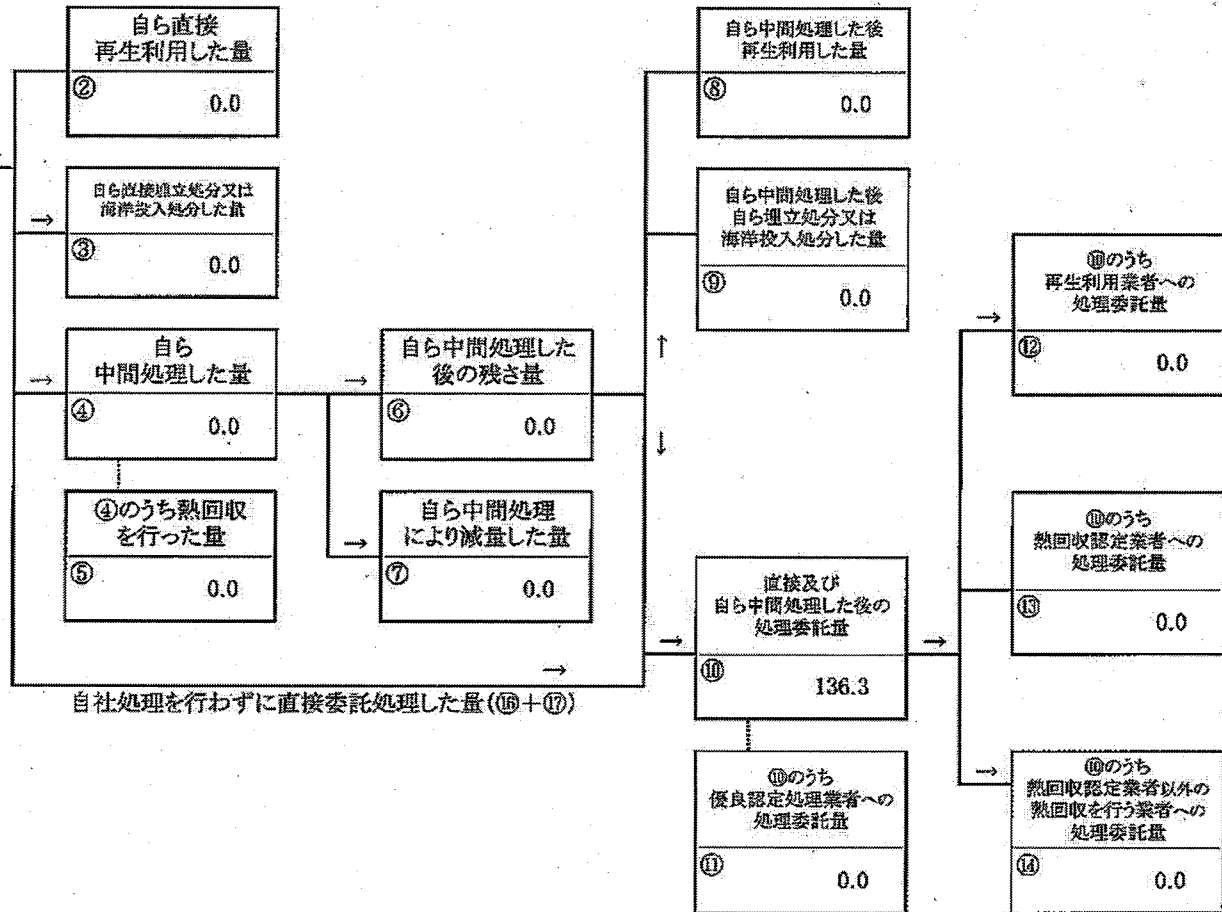 自ら直接
再生利用した量
②
0.0
自ら直接埋立処分又は
海洋投入処分した量
→
③
0.0
自ら
中間処理した量
→
④
0.0
④のうち熱回収
を行った量
⑤
0.0
→
自ら中間処理した
後の残さ量
⑥
0.0
自ら中間処理
により減量した量
→
⑦
0.0
→
自社処理を行わずに直接委託処理した量(⑯+⑰)
自ら中間処理した後
再生利用した量
⑧
0.0
自ら中間処理した後
自ら埋立処分又は
海洋投入処分した量
⑨
0.0
↑
↓
直接及び
自ら中間処理した後の
処理委託量
→
⑩
136.3
⑩のうち
優良認定処理業者への
処理委託量
⑪
0.0
→
⑩のうち
再生利用業者への
処理委託量
→
⑫
0.0
⑩のうち
熱回収認定業者への
処理委託量
⑬
0.0
→
⑩のうち
熱回収認定業者以外の
熱回収を行う業者への
処理委託量
⑭
0.0